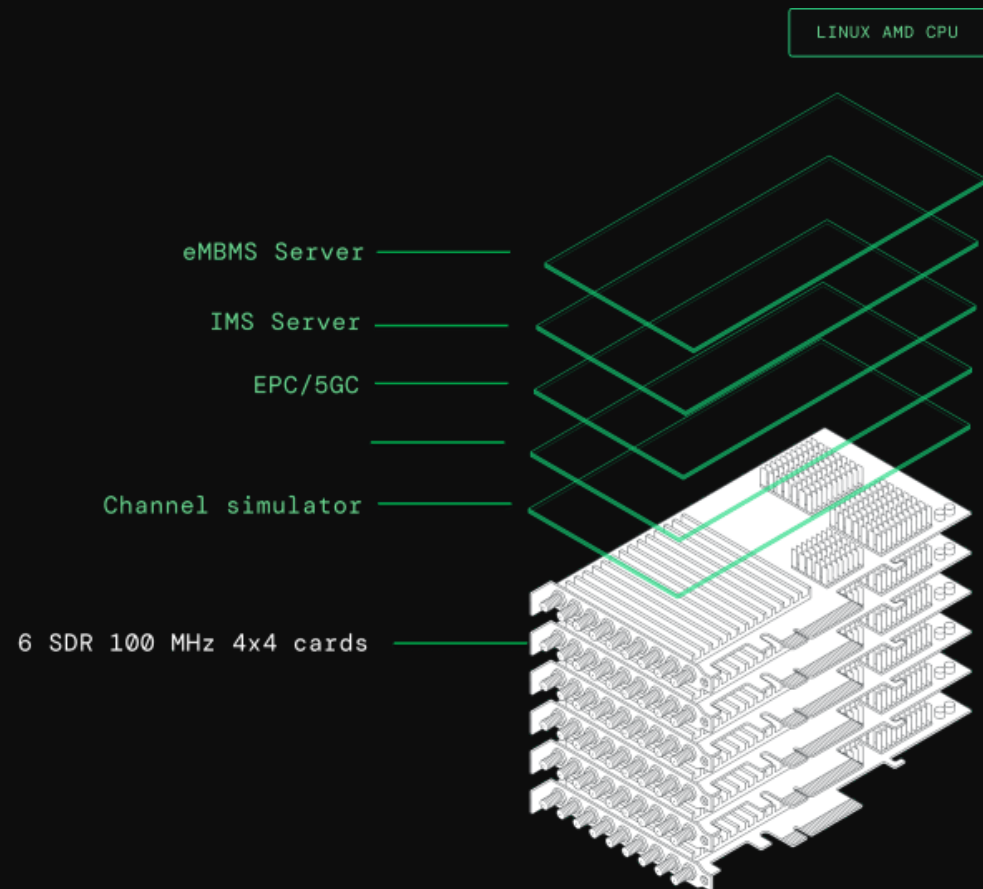 LINUX AMD CPU
eMBMS Server
IMS Server
EPC/5GC
Channel simulator
6 SDR 100 MHz 4x4 cards